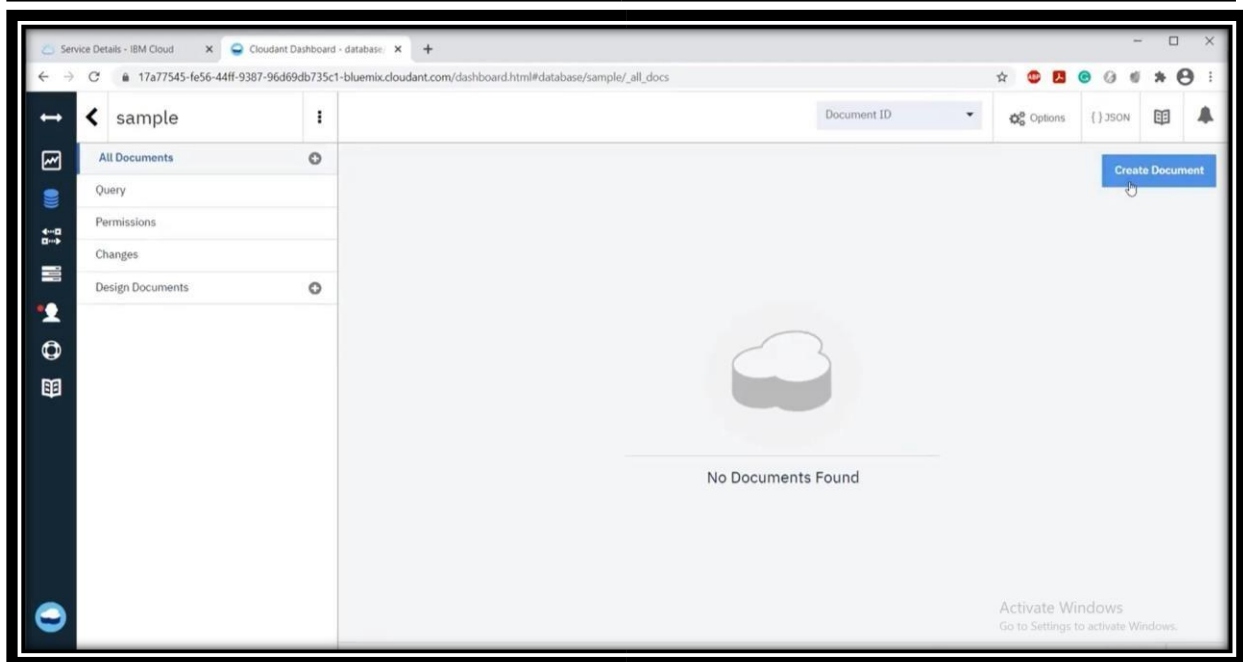 Service Details - IBM Cloud
Cloudant Dashboard - database
17a77545-fe56-44ff-9387-96d69db735c1-bluemix.cloudant.com/dashboard.html#database/sample/_all_docs
ABP
sample
Document ID
Options
{ } JSON
All Documents
Create Document
Query
Permissions
Changes
Design Documents
No Documents Found
Activate Windows
Go to Settings to activate Windows.